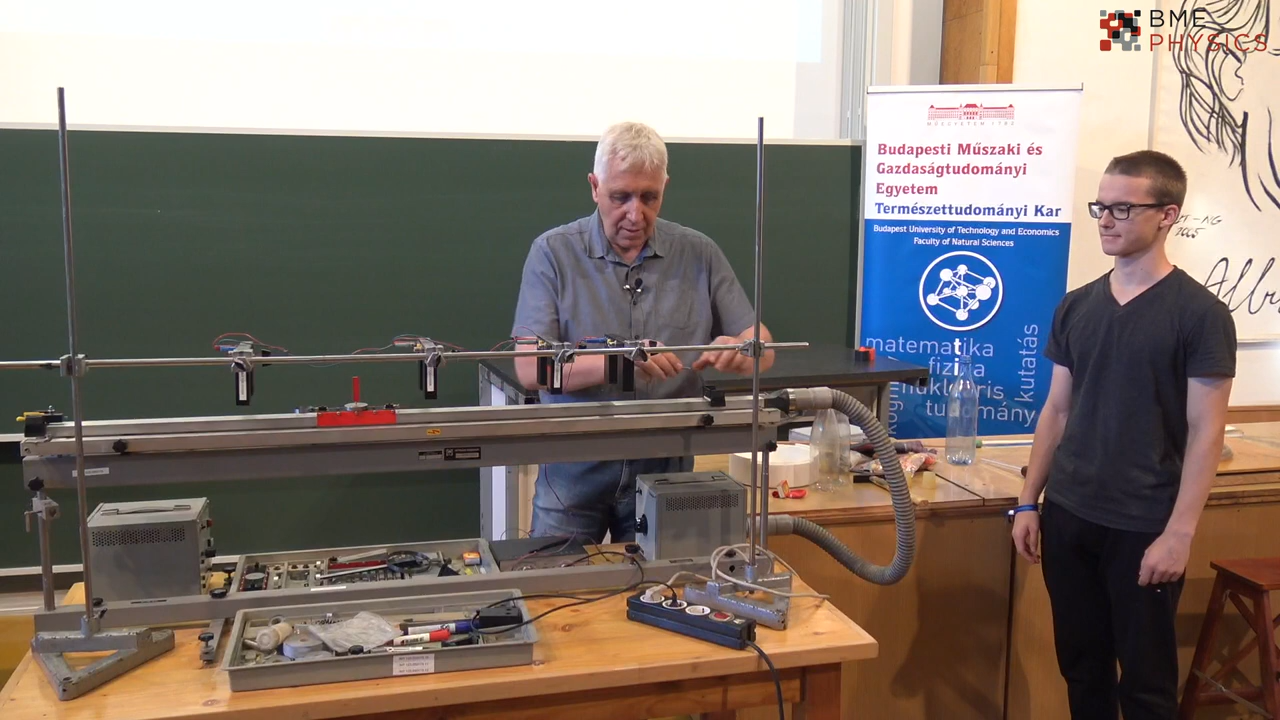 BME
PHYSICS
MŰEGYETEM 1782
Budapesti Műszaki és
Gazdaságtudományi
Egyetem
Természettudományi Kar
Budapest University of Technology and Economics
Faculty of Natural Sciences
matematika
fizika
nukleáris
tudomány
kutatás
2005